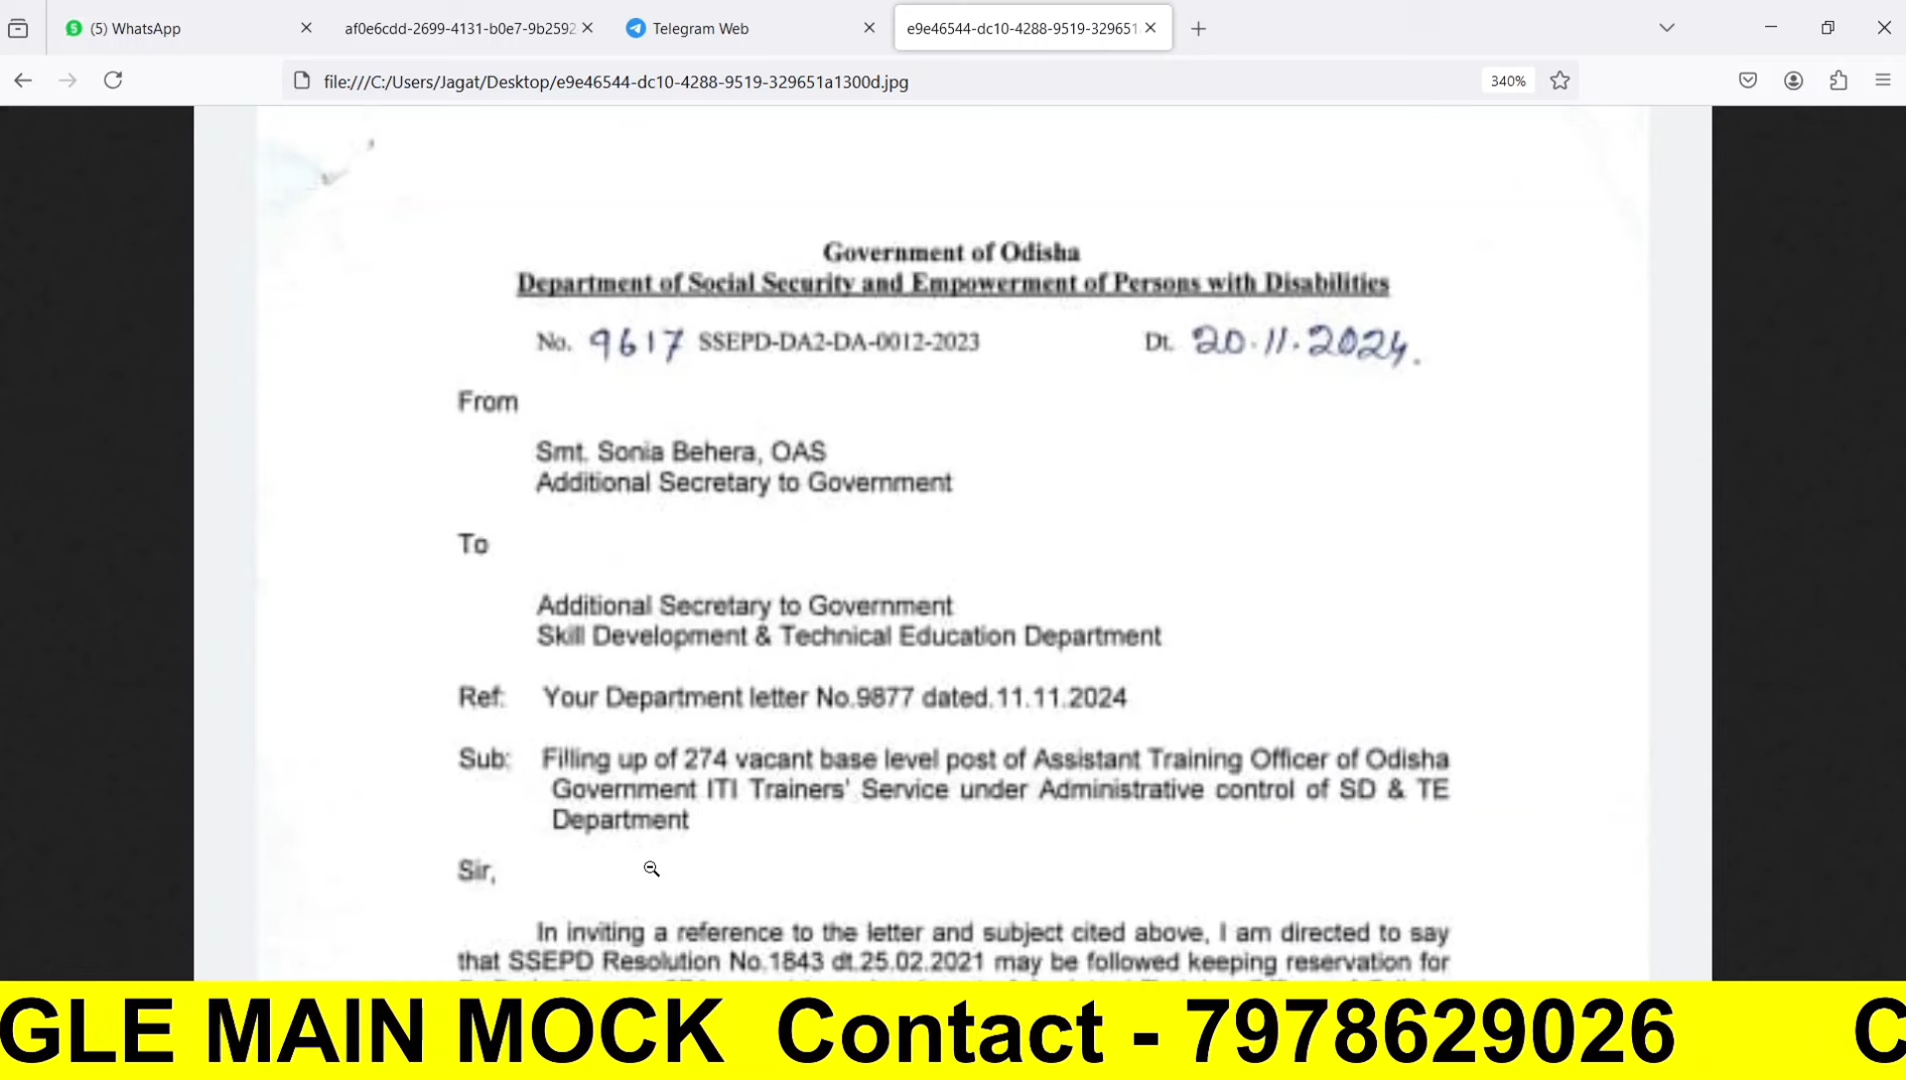 (5) WhatsApp
af0e6cdd-2699-4131-b0e7-9b2592
Telegram Web
e9e46544-dc10-4288-9519-329651
file:///C:/Users/Jagat/Desktop/e9e46544-dc10-4288-9519-329651a1300d.jpg
340%
Government of Odisha
Department of Social Security and Empowerment of Persons with Disabilities
No. 9617 SSEPD-DA2-DA-0012-2023 Dt. 20.11.2024.
From
Smt. Sonia Behera, OAS
Additional Secretary to Government
To
Additional Secretary to Government
Skill Development & Technical Education Department
Ref: Your Department letter No.9877 dated.11.11.2024
Sub: Filling up of 274 vacant base level post of Assistant Training Officer of Odisha
Government ITI Trainers' Service under Administrative control of SD & TE
Department
Sir,
In inviting a reference to the letter and subject cited above, I am directed to say
that SSEPD Resolution No.1843 dt.25.02.2021 may be followed keeping reservation for
GLE MAIN MOCK Contact - 7978629026 C